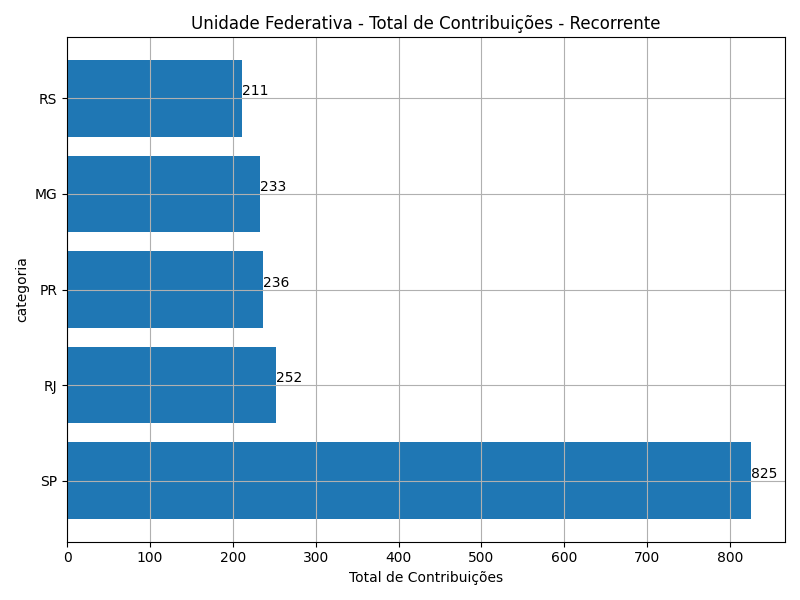 Unidade Federativa - Total de Contribuições - Recorrente
RS
211
MG
233
categoria
PR
236
RJ
252
SP
825
0 100 200 300 400 500 600 700 800
Total de Contribuições